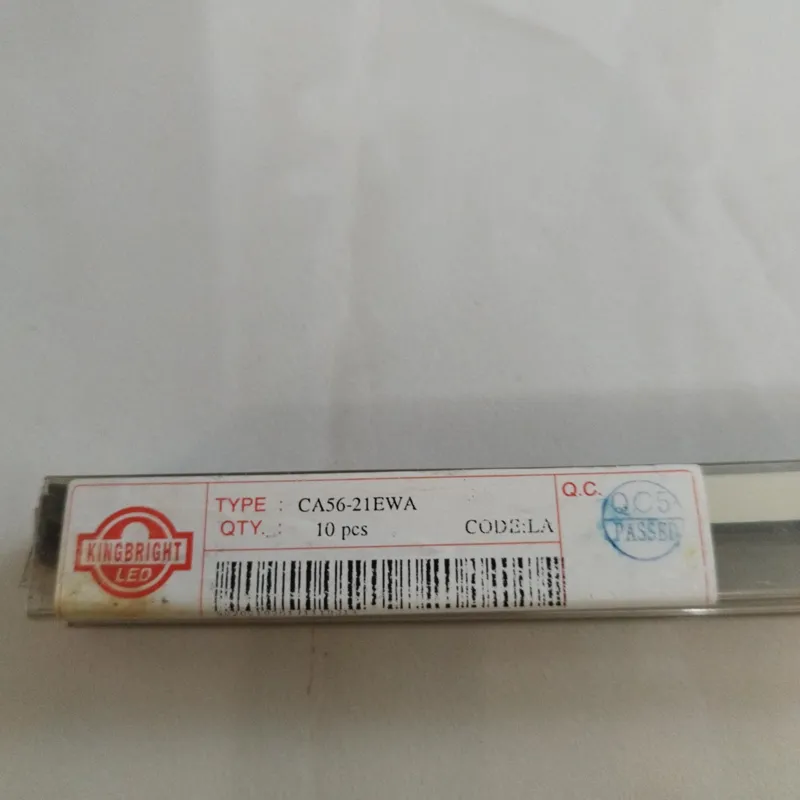 KINGBRIGHT
LED
TYPE : CA56-21EWA
QTY. : 10 pcs CODE:LA
Q.C.
QC5
PASSED